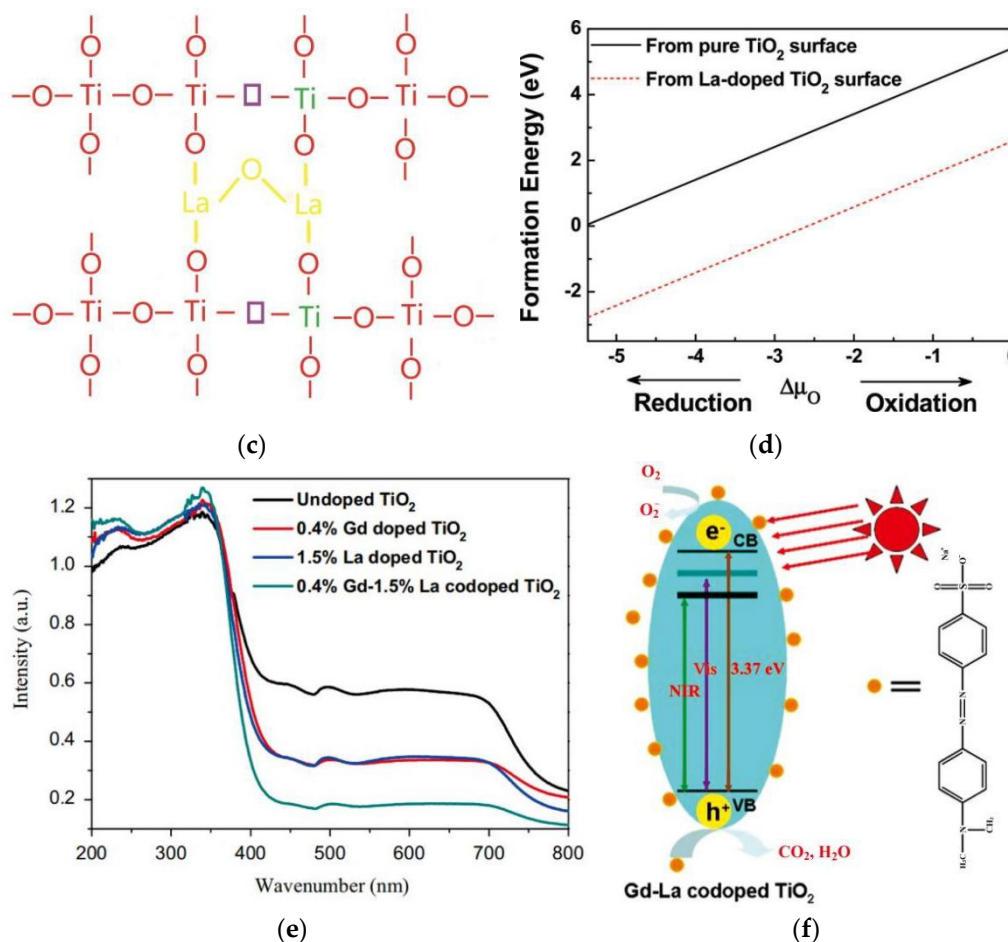 O O O O
–O–Ti–O–Ti–□–Ti–O–Ti–O–
O O O O
O
La La
O O O O
–O–Ti–O–Ti–□–Ti–O–Ti–O–
O O O O
(c)
Formation Energy (eV)
6
4
2
0
-2
From pure TiO2 surface
From La-doped TiO2 surface
-5 -4 -3 -2 -1 0
Reduction ΔμO Oxidation
(d)
Intensity (a.u.)
1.2
1.0
0.8
0.6
0.4
0.2
Undoped TiO2
0.4% Gd doped TiO2
1.5% La doped TiO2
0.4% Gd-1.5% La codoped TiO2
200 300 400 500 600 700 800
Wavenumber (nm)
(e)
O2
O2-
e-
CB
NIR
Vis
3.37 eV
h+
VB
CO2, H2O
Gd-La codoped TiO2
Na+
O-
O=S=O
N=N
N
H3C
CH3
(f)